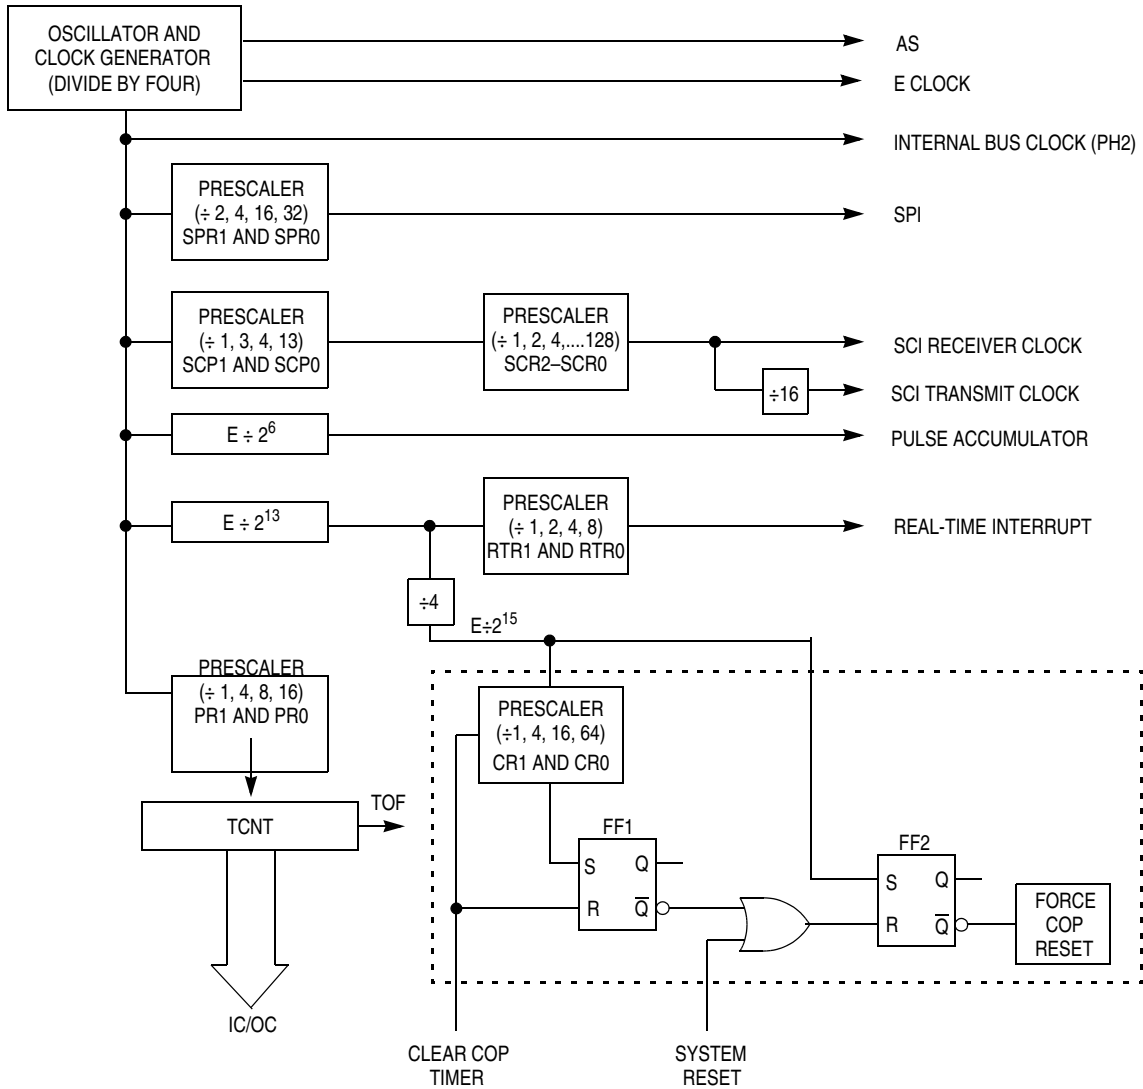 OSCILLATOR AND
CLOCK GENERATOR
(DIVIDE BY FOUR)
AS
E CLOCK
INTERNAL BUS CLOCK (PH2)
PRESCALER
(÷ 2, 4, 16, 32)
SPR1 AND SPR0
SPI
PRESCALER
(÷ 1, 3, 4, 13)
SCP1 AND SCP0
PRESCALER
(÷ 1, 2, 4,....128)
SCR2–SCR0
SCI RECEIVER CLOCK
÷16
SCI TRANSMIT CLOCK
E ÷ 2⁶
PULSE ACCUMULATOR
E ÷ 2¹³
PRESCALER
(÷ 1, 2, 4, 8)
RTR1 AND RTR0
REAL-TIME INTERRUPT
÷4
E÷2¹⁵
PRESCALER
(÷ 1, 4, 8, 16)
PR1 AND PR0
PRESCALER
(÷1, 4, 16, 64)
CR1 AND CR0
TCNT
TOF
FF1
S Q
R Q̅
FF2
S Q
R Q̅
FORCE
COP
RESET
IC/OC
CLEAR COP
TIMER
SYSTEM
RESET